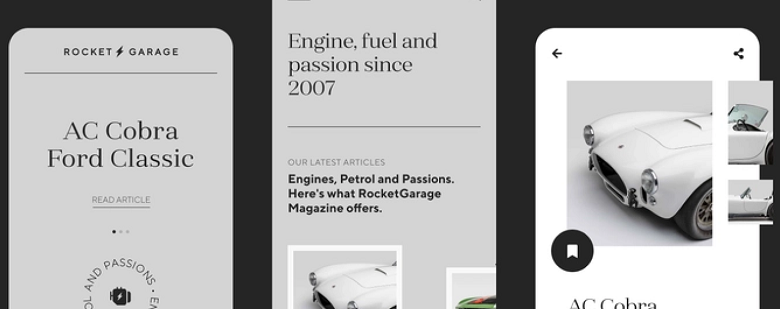 ROCKET GARAGE
AC Cobra
Ford Classic
READ ARTICLE
AND PASSIONS •
Engine, fuel and
passion since
2007
OUR LATEST ARTICLES
Engines, Petrol and Passions.
Here's what RocketGarage
Magazine offers.
AC Cobra